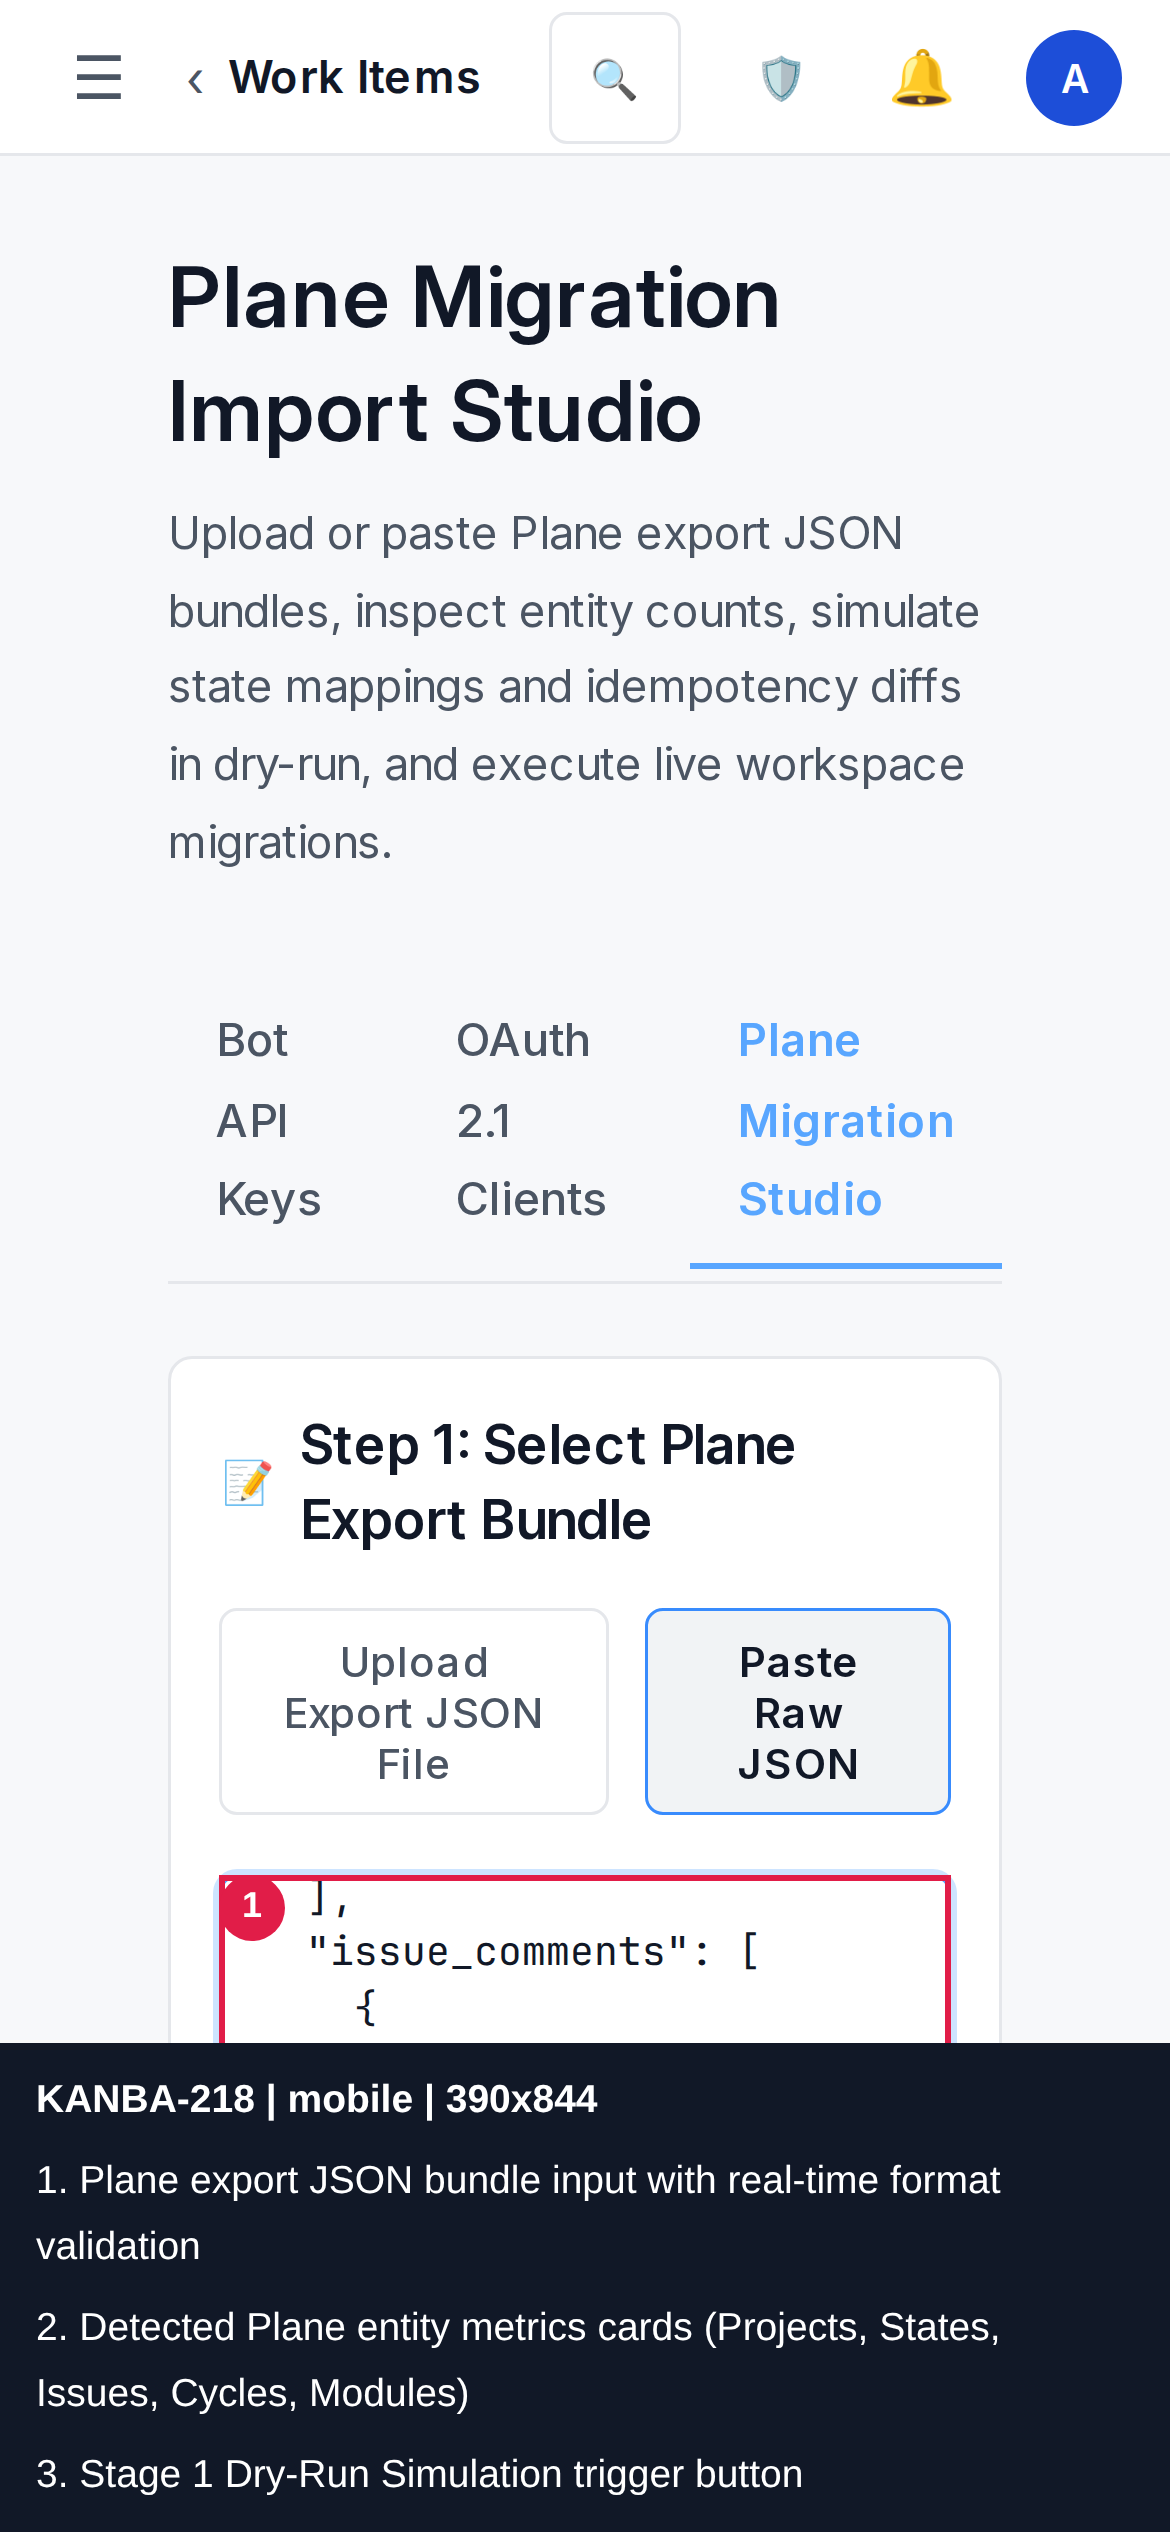 ‹ Work Items
A
Plane Migration
Import Studio
Upload or paste Plane export JSON
bundles, inspect entity counts, simulate
state mappings and idempotency diffs
in dry-run, and execute live workspace
migrations.
Bot
API
Keys
OAuth
2.1
Clients
Plane
Migration
Studio
Step 1: Select Plane
Export Bundle
Upload
Export JSON
File
Paste
Raw
JSON
1
],
"issue_comments": [
{
KANBA-218 | mobile | 390x844
1. Plane export JSON bundle input with real-time format
validation
2. Detected Plane entity metrics cards (Projects, States,
Issues, Cycles, Modules)
3. Stage 1 Dry-Run Simulation trigger button